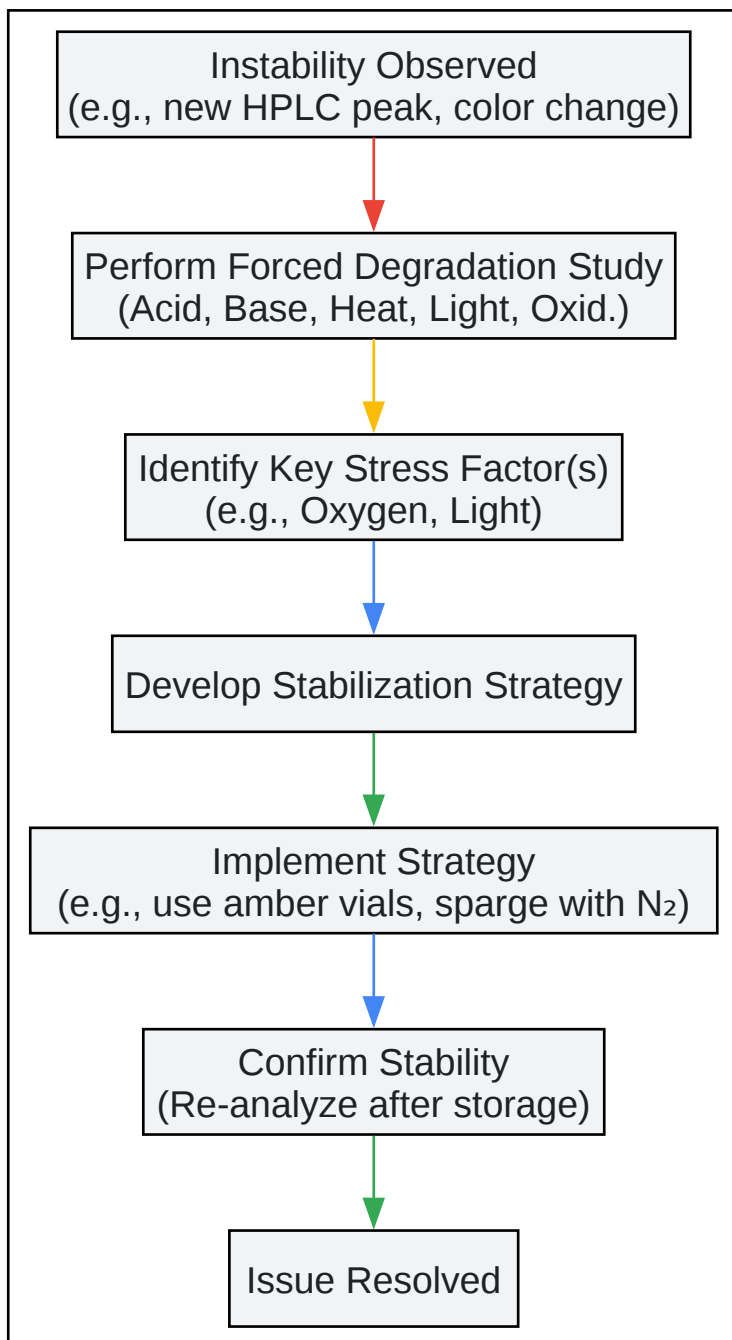 Instability Observed
(e.g., new HPLC peak, color change)
Perform Forced Degradation Study
(Acid, Base, Heat, Light, Oxid.)
Identify Key Stress Factor(s)
(e.g., Oxygen, Light)
Develop Stabilization Strategy
Implement Strategy
(e.g., use amber vials, sparge with N₂)
Confirm Stability
(Re-analyze after storage)
Issue Resolved